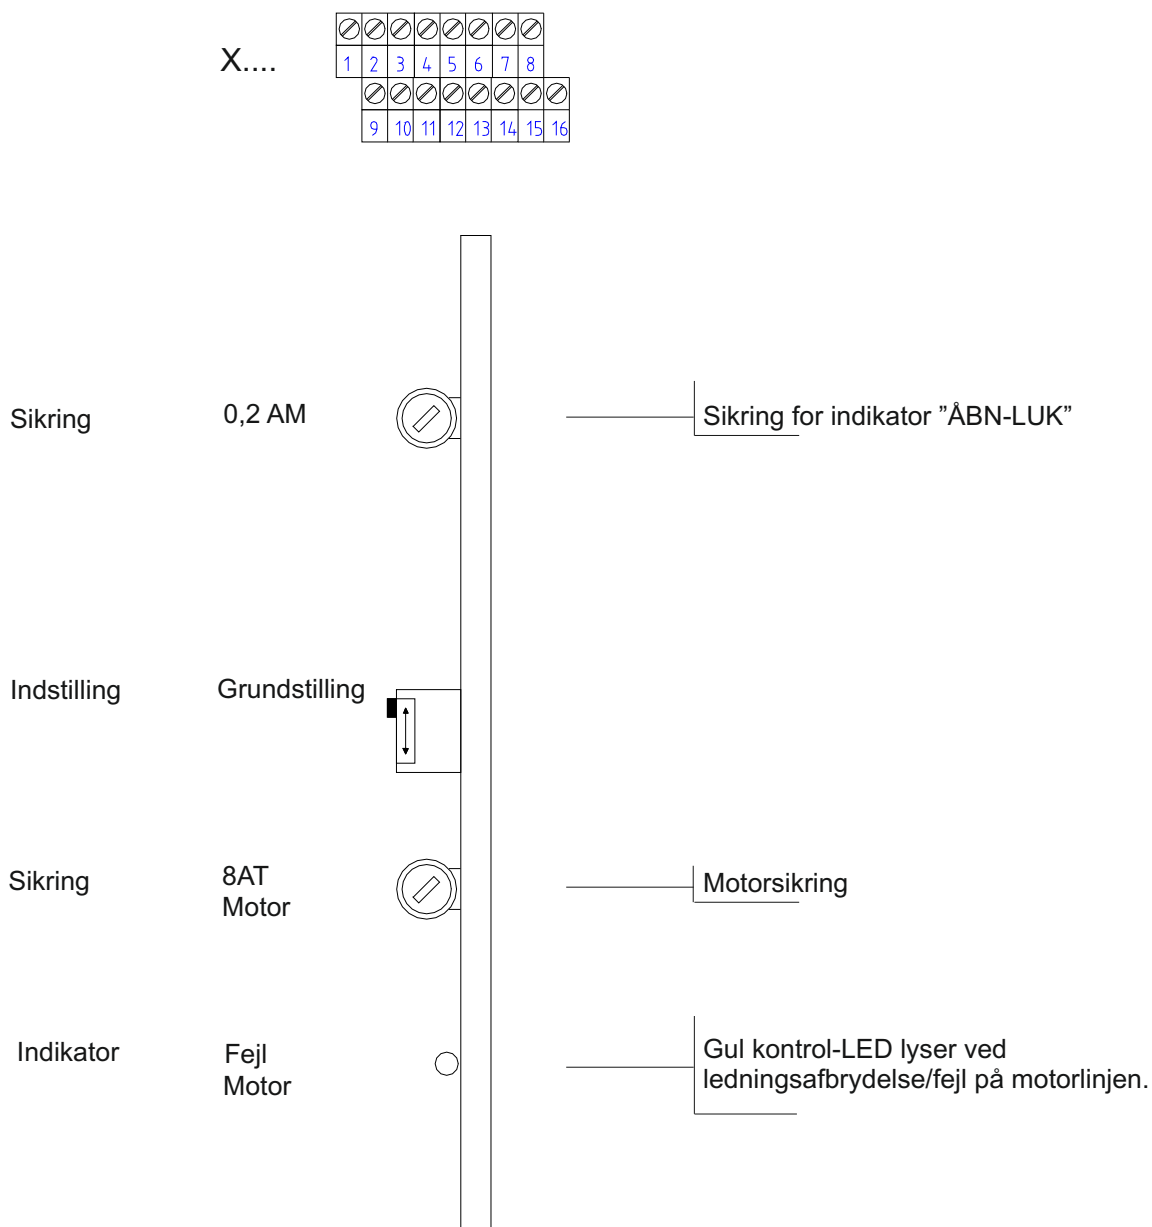 X....
1 2 3 4 5 6 7 8
9 10 11 12 13 14 15 16
Sikring
0,2 AM
Sikring for indikator ”ÅBN-LUK”
Indstilling
Grundstilling
Sikring
8AT
Motor
Motorsikring
Indikator
Fejl
Motor
Gul kontrol-LED lyser ved
ledningsafbrydelse/fejl på motorlinjen.